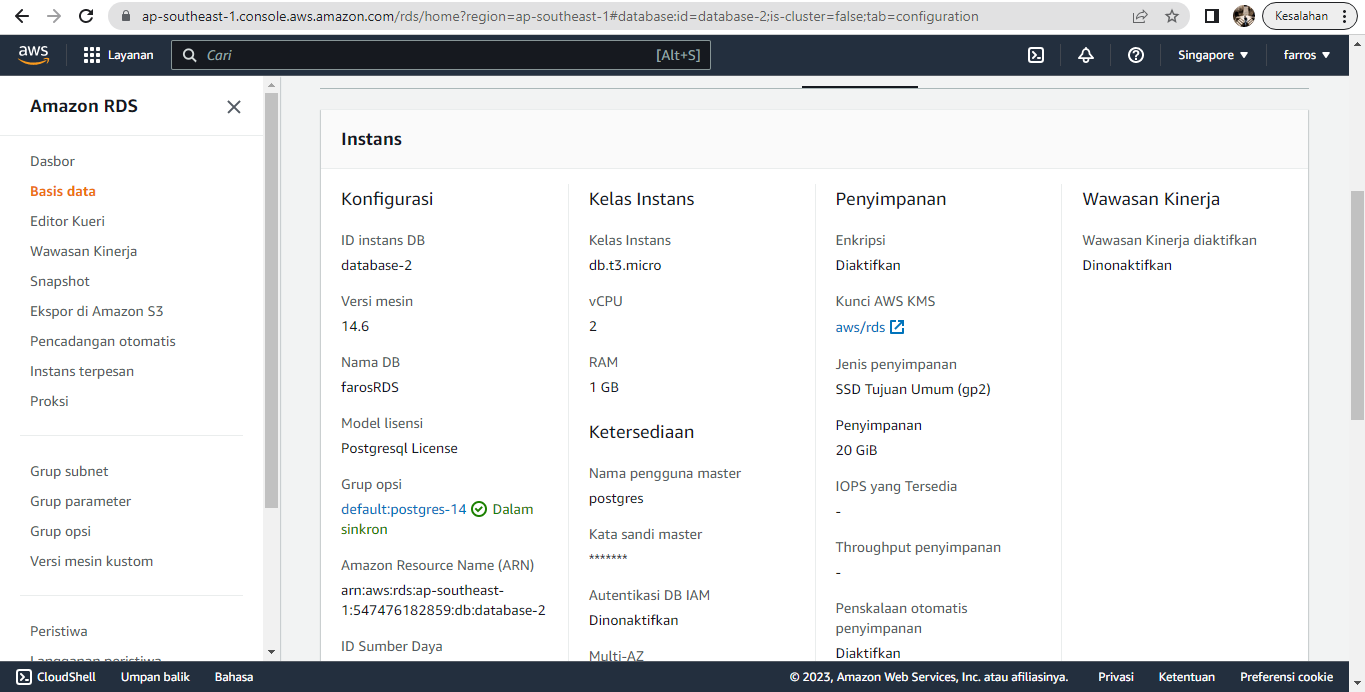 ap-southeast-1.console.aws.amazon.com/rds/home?region=ap-southeast-1#database:id=database-2;is-cluster=false;tab=configuration
Kesalahan
aws
Layanan
Cari
[Alt+S]
Singapore
farros
Amazon RDS
Dasbor
Basis data
Editor Kueri
Wawasan Kinerja
Snapshot
Ekspor di Amazon S3
Pencadangan otomatis
Instans terpesan
Proksi
Grup subnet
Grup parameter
Grup opsi
Versi mesin kustom
Peristiwa
Langganan peristiwa
Instans
Konfigurasi
ID instans DB
database-2
Versi mesin
14.6
Nama DB
farosRDS
Model lisensi
Postgresql License
Grup opsi
default:postgres-14 Dalam
sinkron
Amazon Resource Name (ARN)
arn:aws:rds:ap-southeast-
1:547476182859:db:database-2
ID Sumber Daya
Kelas Instans
Kelas Instans
db.t3.micro
vCPU
2
RAM
1 GB
Ketersediaan
Nama pengguna master
postgres
Kata sandi master
*******
Autentikasi DB IAM
Dinonaktifkan
Multi-AZ
Penyimpanan
Enkripsi
Diaktifkan
Kunci AWS KMS
aws/rds
Jenis penyimpanan
SSD Tujuan Umum (gp2)
Penyimpanan
20 GiB
IOPS yang Tersedia
-
Throughput penyimpanan
-
Penskalaan otomatis
penyimpanan
Diaktifkan
Wawasan Kinerja
Wawasan Kinerja diaktifkan
Dinonaktifkan
CloudShell
Umpan balik
Bahasa
© 2023, Amazon Web Services, Inc. atau afiliasinya.
Privasi
Ketentuan
Preferensi cookie